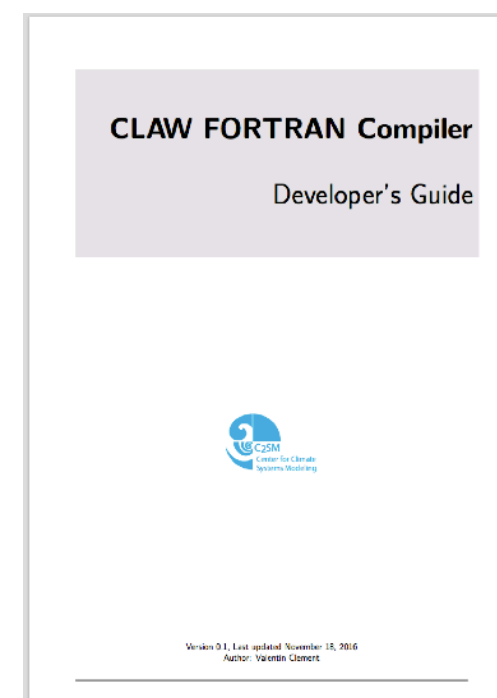 CLAW FORTRAN Compiler
Developer's Guide
C2SM
Center for Climate
Systems Modeling
Version 0.1, Last updated November 18, 2016
Author: Valentin Clement